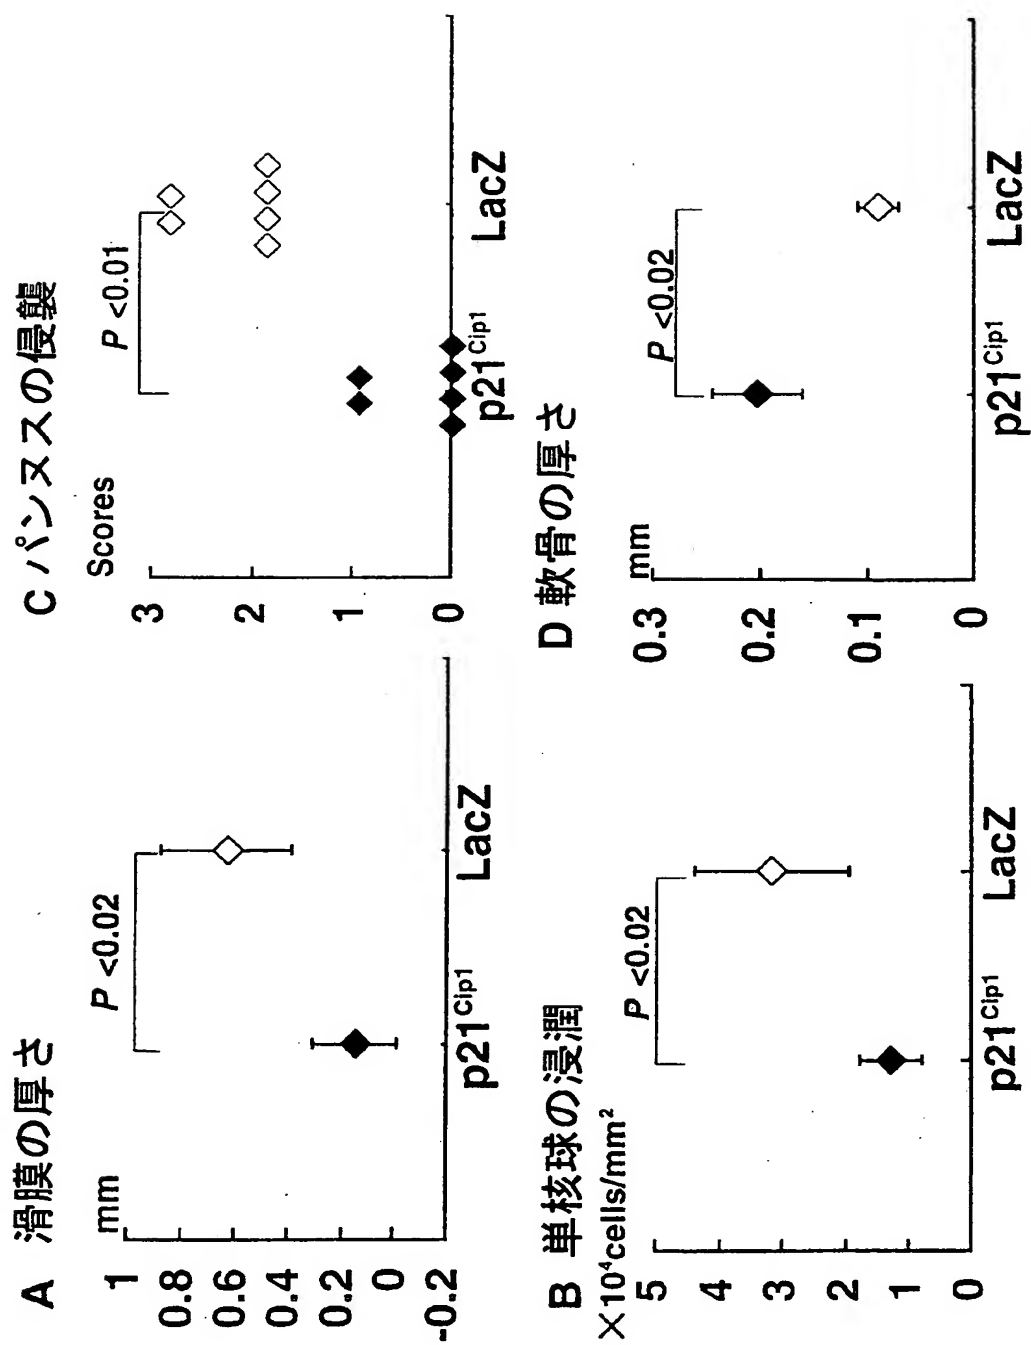 A 滑膜の厚さ
mm
1
0.8
0.6
0.4
0.2
0
-0.2
P <0.02
p21Cip1
LacZ
B 単核球の浸潤
×10⁴cells/mm²
5
4
3
2
1
0
P <0.02
p21Cip1
LacZ
C パンヌスの侵襲
Scores
3
2
1
0
P <0.01
p21Cip1
LacZ
D 軟骨の厚さ
mm
0.3
0.2
0.1
0
P <0.02
p21Cip1
LacZ